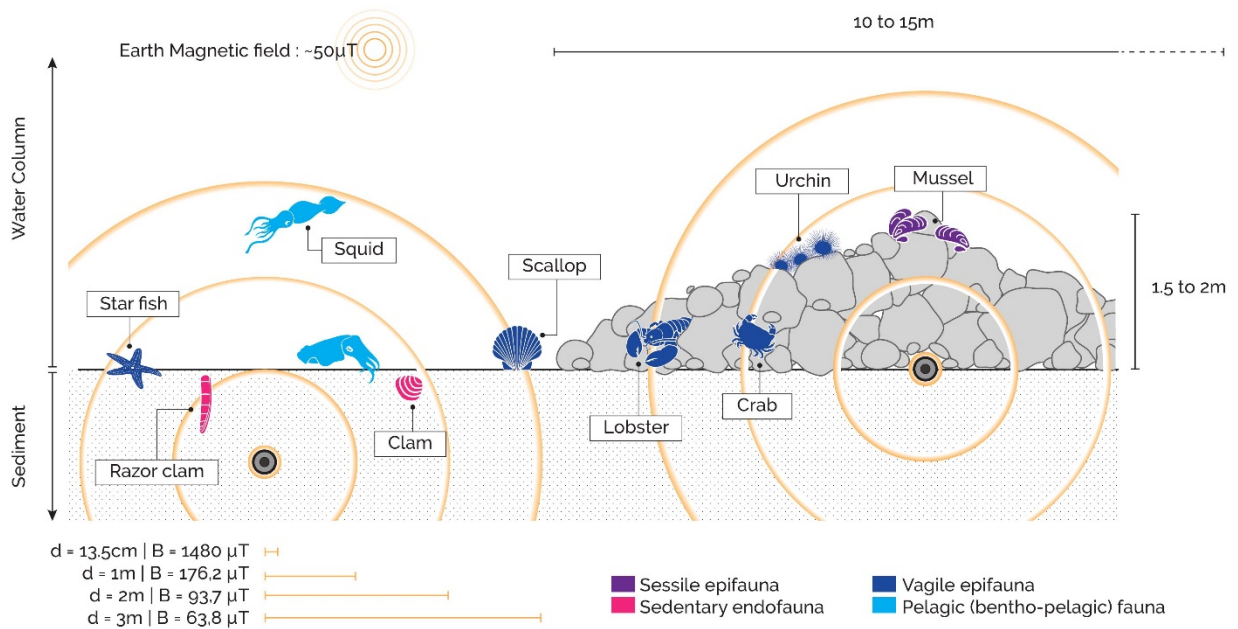 10 to 15m
Earth Magnetic field : ~50µT
Water Column
Urchin
Mussel
Squid
Scallop
Star fish
1.5 to 2m
Lobster
Crab
Clam
Razor clam
Sediment
d = 13.5cm | B = 1480 µT
d = 1m | B = 176,2 µT
d = 2m | B = 93,7 µT
d = 3m | B = 63,8 µT
Sessile epifauna
Vagile epifauna
Sedentary endofauna
Pelagic (bentho-pelagic) fauna